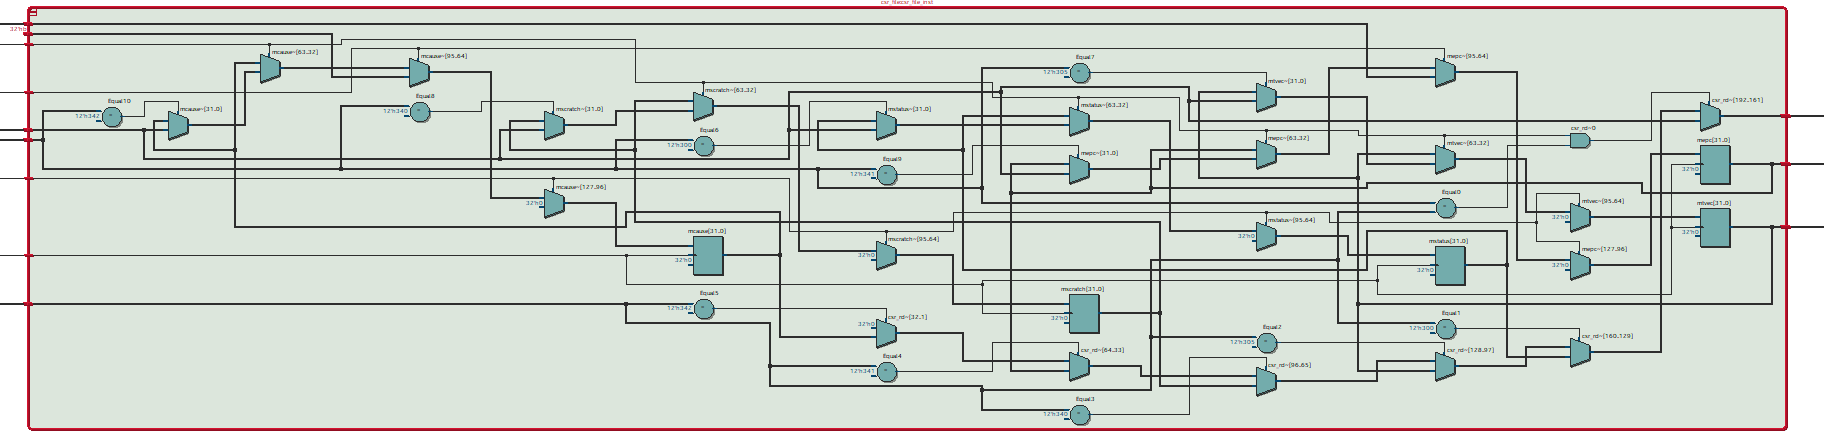 csr_file:csr_file_inst
32'h0
mcause~[63.32]
mcause~[95.64]
Equal7
12'h305
mtvec~[31.0]
mepc~[95.64]
Equal10
12'h342
mcause~[31.0]
Equal8
12'h340
mscratch~[31.0]
mscratch~[63.32]
mstatus~[31.0]
mstatus~[63.32]
csr_rd~[192.161]
Equal6
12'h300
mepc~[63.32]
csr_rd~0
mtvec~[63.32]
mepc[31.0]
Equal9
12'h341
mepc~[31.0]
mcause~[127.96]
32'h0
Equal0
mtvec~[95.64]
32'h0
mtvec[31.0]
32'h0
mcause[31.0]
32'h0
mscratch~[95.64]
32'h0
mstatus~[95.64]
32'h0
mstatus[31.0]
32'h0
mepc~[127.96]
32'h0
mscratch[31.0]
32'h0
Equal5
12'h342
csr_rd~[32.1]
32'h0
Equal2
12'h305
Equal1
12'h300
Equal4
12'h341
csr_rd~[64.33]
csr_rd~[96.65]
csr_rd~[128.97]
csr_rd~[160.129]
Equal3
12'h340